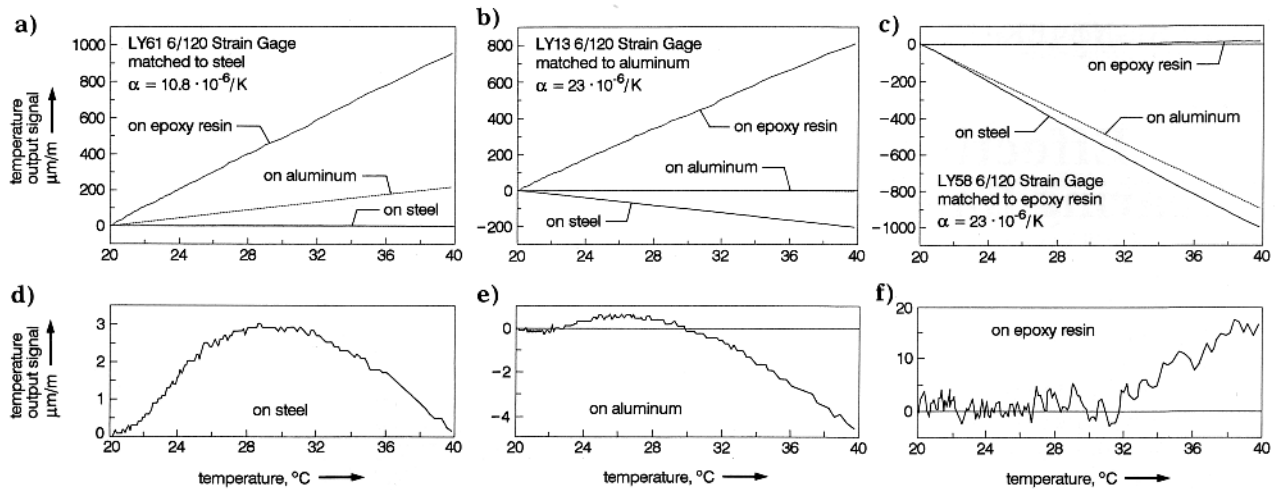 a)
LY61 6/120 Strain Gage
matched to steel
α = 10.8 · 10⁻⁶/K
on epoxy resin
on aluminum
on steel
temperature
output signal
μm/m
1000
800
600
400
200
0
20 24 28 32 36 40
b)
LY13 6/120 Strain Gage
matched to aluminum
α = 23 · 10⁻⁶/K
on epoxy resin
on aluminum
on steel
800
600
400
200
0
−200
20 24 28 32 36 40
c)
on epoxy resin
on aluminum
on steel
LY58 6/120 Strain Gage
matched to epoxy resin
α = 23 · 10⁻⁶/K
0
−200
−400
−600
−800
−1000
20 24 28 32 36 40
d)
temperature
output signal
μm/m
3
2
1
0
on steel
20 24 28 32 36 40
temperature, °C
e)
0
−2
−4
on aluminum
20 24 28 32 36 40
temperature, °C
f)
on epoxy resin
20
10
0
5
20 24 28 32 36 40
temperature, °C